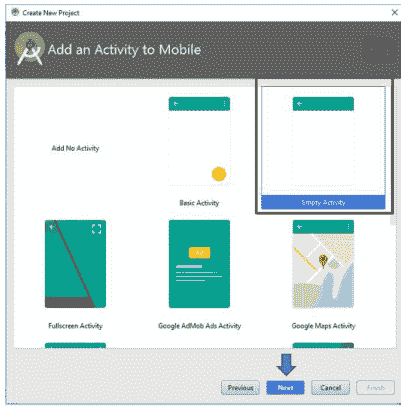 Create New Project
Add an Activity to Mobile
Add No Activity
Basic Activity
Empty Activity
Fullscreen Activity
Google AdMob Ads Activity
Google Maps Activity
Previous
Next
Cancel
Finish